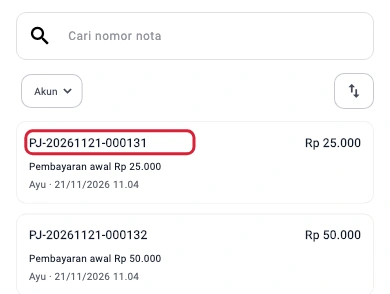 Cari nomor nota
Akun
PJ-20261121-000131
Rp 25.000
Pembayaran awal Rp 25.000
Ayu · 21/11/2026 11.04
PJ-20261121-000132
Rp 50.000
Pembayaran awal Rp 50.000
Ayu · 21/11/2026 11.04